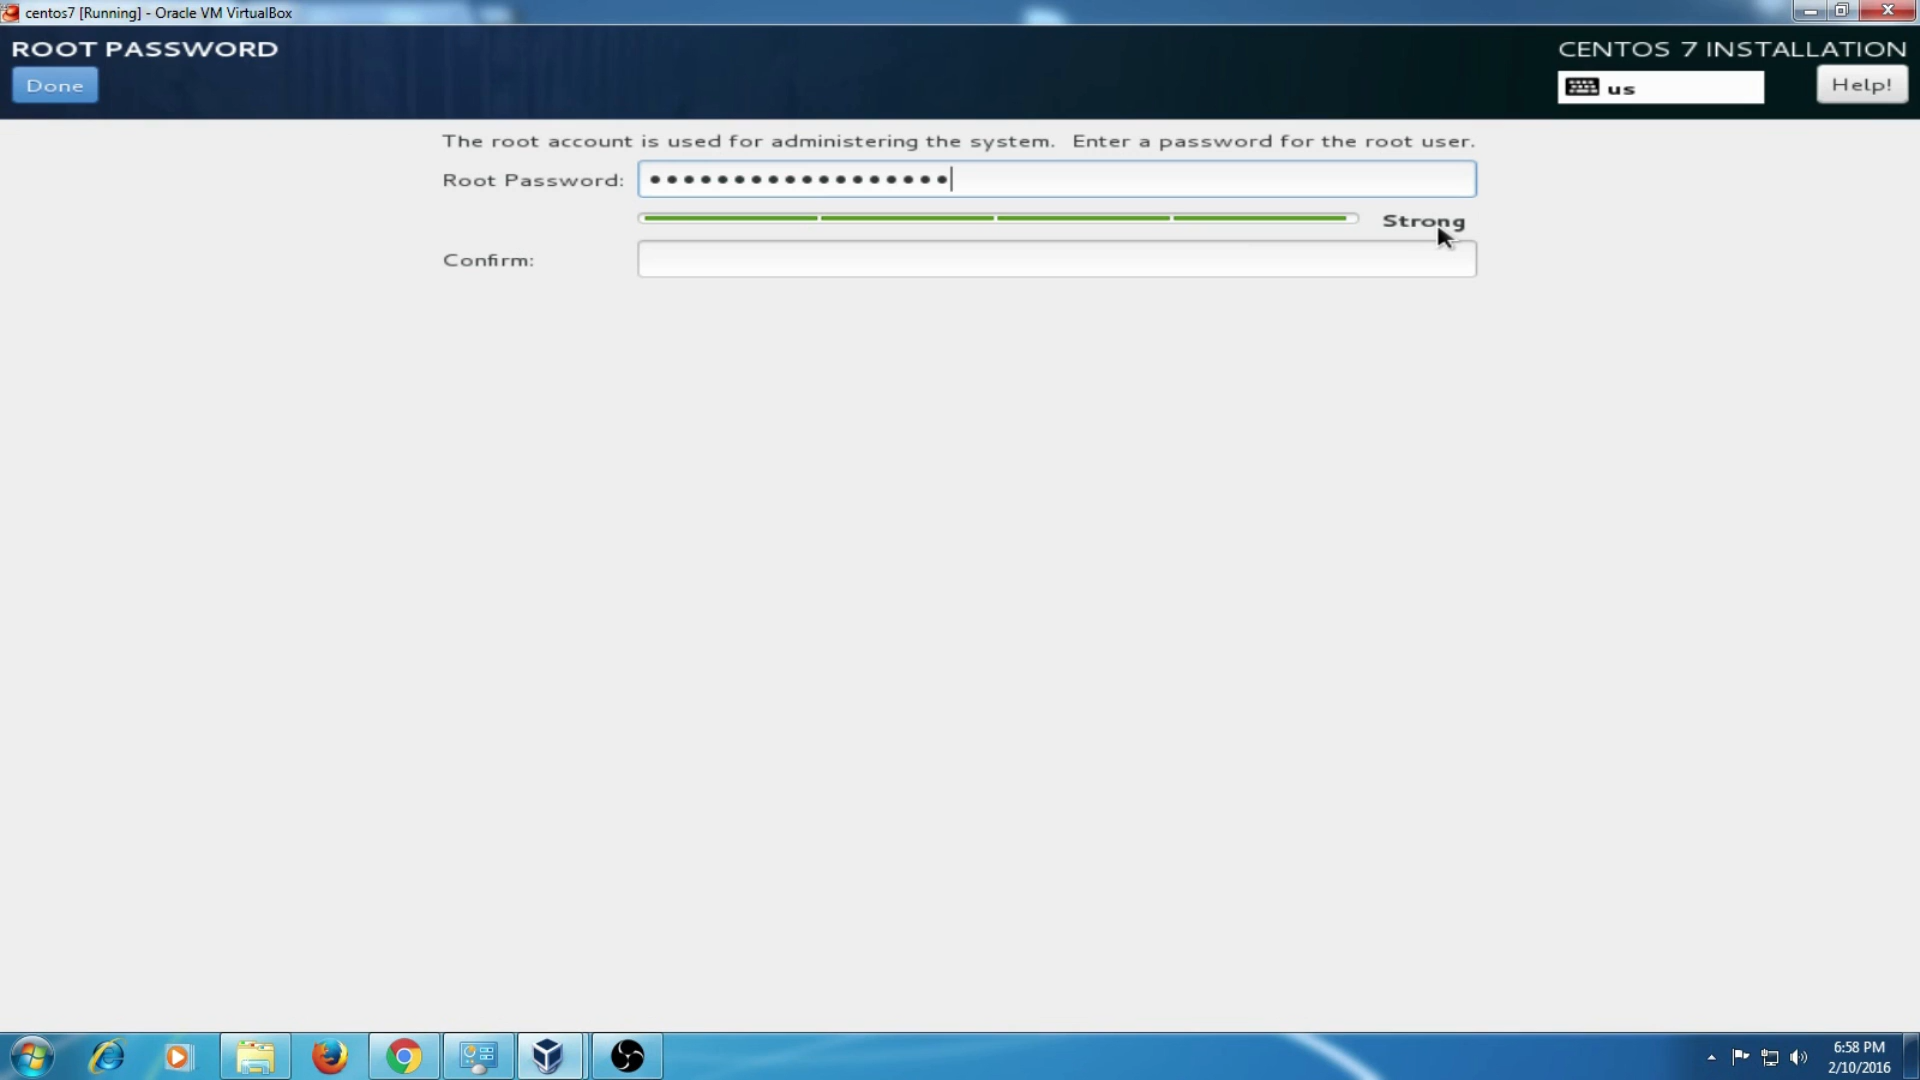 centos7 [Running] - Oracle VM VirtualBox
ROOT PASSWORD
CENTOS 7 INSTALLATION
Done
us
Help!
The root account is used for administering the system. Enter a password for the root user.
Root Password: ••••••••••••••••••
Strong
Confirm:
6:58 PM
2/10/2016